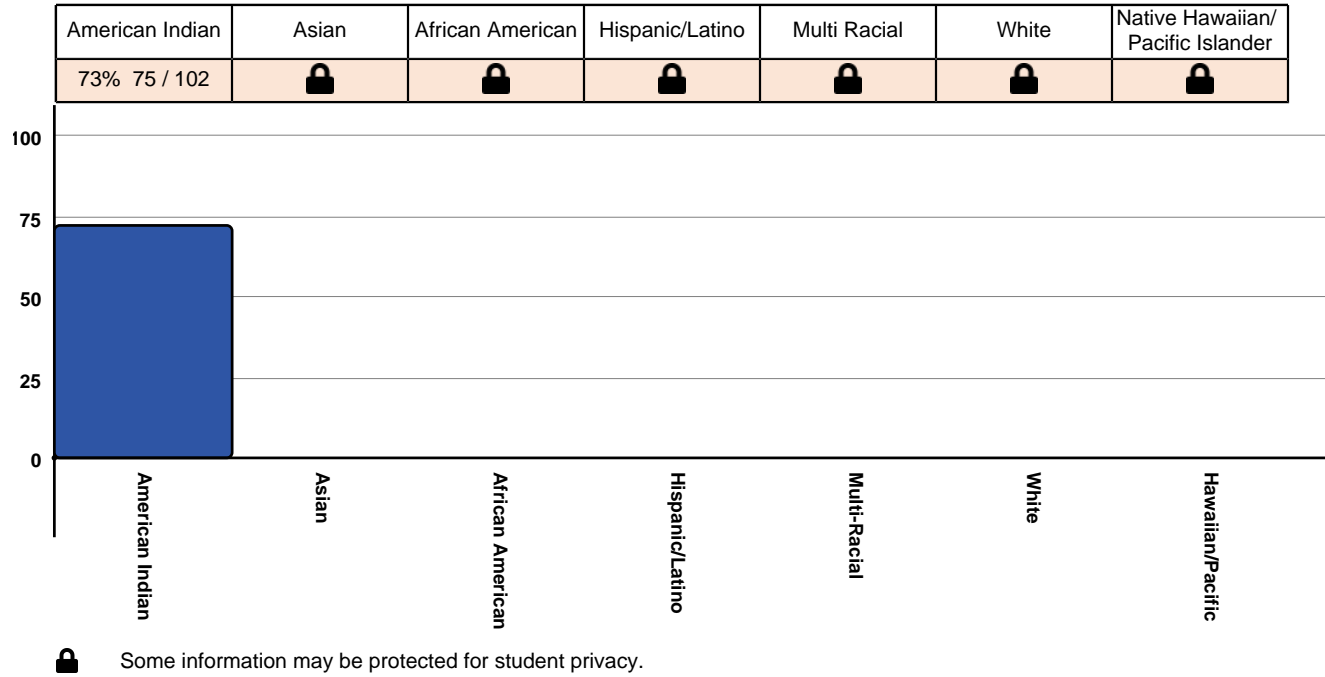 American Indian Asian African American Hispanic/Latino Multi Racial White Native Hawaiian/
Pacific Islander
73% 75 / 102
100
75
50
25
0
American Indian
Asian
African American
Hispanic/Latino
Multi-Racial
White
Hawaiian/Pacific
Some information may be protected for student privacy.